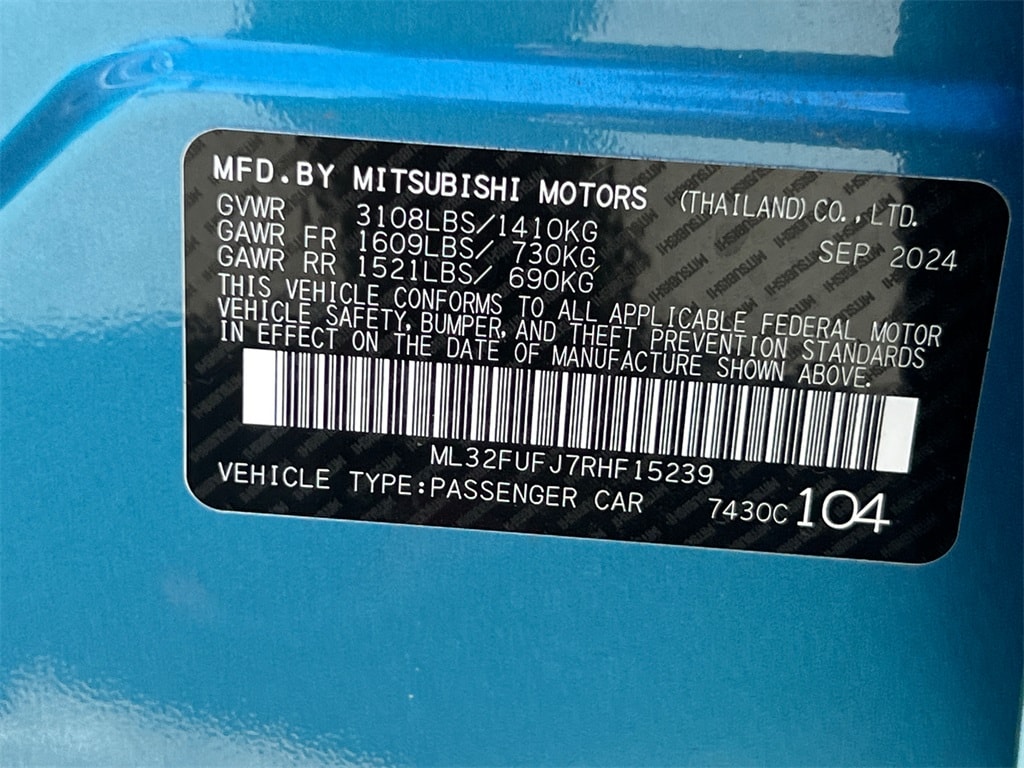 MFD.BY MITSUBISHI MOTORS (THAILAND) CO., LTD.
GVWR 3108LBS/1410KG SEP 2024
GAWR FR 1609LBS/ 730KG
GAWR RR 1521LBS/ 690KG
THIS VEHICLE CONFORMS TO ALL APPLICABLE FEDERAL MOTOR
VEHICLE SAFETY, BUMPER, AND THEFT PREVENTION STANDARDS
IN EFFECT ON THE DATE OF MANUFACTURE SHOWN ABOVE.
ML32FUFJ7RHF15239
VEHICLE TYPE:PASSENGER CAR 7430C 104